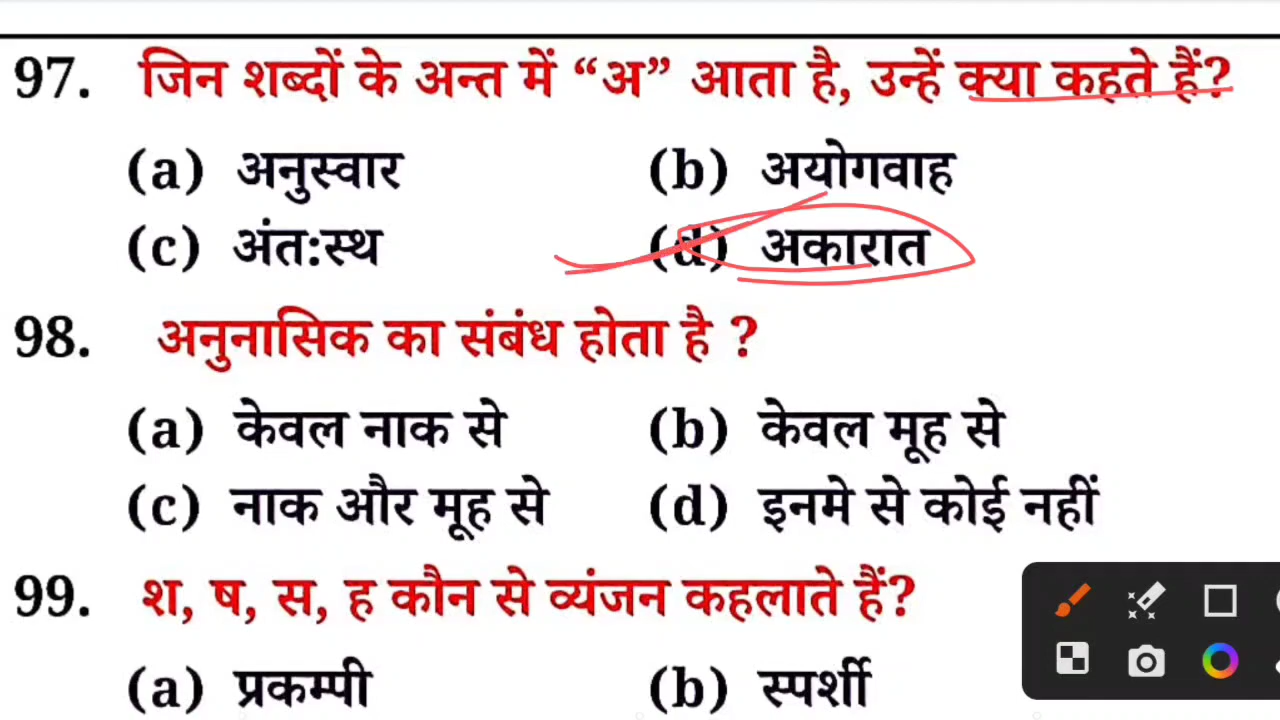 97. जिन शब्दों के अन्त में “अ” आता है, उन्हें क्या कहते हैं?
(a) अनुस्वार (b) अयोगवाह
(c) अंत:स्थ (d) अकारात
98. अनुनासिक का संबंध होता है ?
(a) केवल नाक से (b) केवल मूह से
(c) नाक और मूह से (d) इनमे से कोई नहीं
99. श, ष, स, ह कौन से व्यंजन कहलाते हैं?
(a) प्रकम्पी (b) स्पर्शी